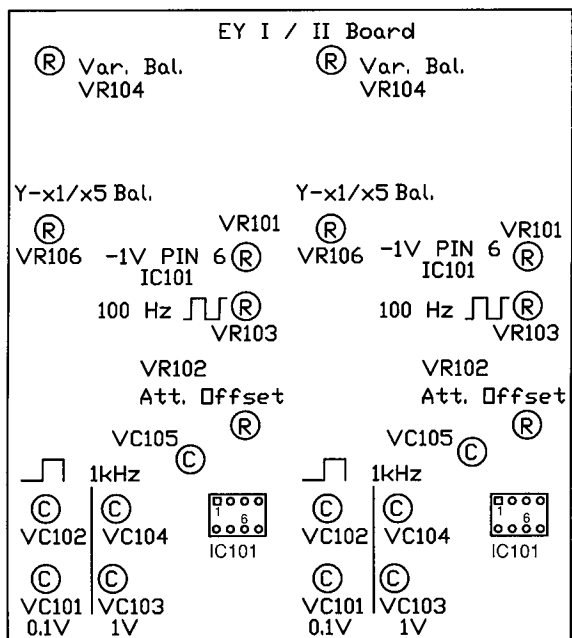 EY I / II Board
R Var. Bal.
VR104
R Var. Bal.
VR104
Y-x1/x5 Bal.
R
VR106
VR101
-1V PIN 6 R
IC101
100 Hz R
VR103
VR102
Att. Offset
R
VC105
C
1kHz
C
VC102
C
VC104
1
6
IC101
C
VC101
0.1V
C
VC103
1V
Y-x1/x5 Bal.
R
VR106
VR101
-1V PIN 6 R
IC101
100 Hz R
VR103
VR102
Att. Offset
R
VC105
C
1kHz
C
VC102
C
VC104
1
6
IC101
C
VC101
0.1V
C
VC103
1V